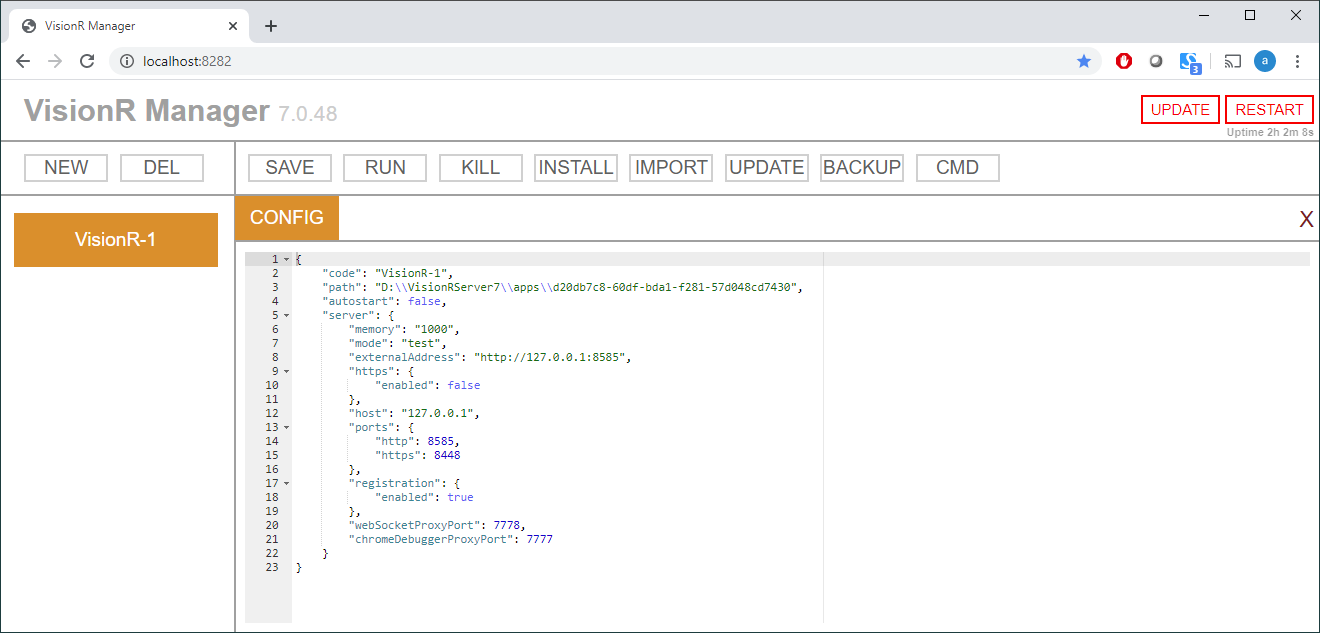 VisionR Manager
localhost:8282
3
a
VisionR Manager 7.0.48
UPDATE RESTART
Uptime 2h 2m 8s
NEW DEL SAVE RUN KILL INSTALL IMPORT UPDATE BACKUP CMD
VisionR-1
CONFIG X
1 {
2 "code": "VisionR-1",
3 "path": "D:\\VisionRServer7\\apps\\d20db7c8-60df-bda1-f281-57d048cd7430",
4 "autostart": false,
5 "server": {
6 "memory": "1000",
7 "mode": "test",
8 "externalAddress": "http://127.0.0.1:8585",
9 "https": {
10 "enabled": false
11 },
12 "host": "127.0.0.1",
13 "ports": {
14 "http": 8585,
15 "https": 8448
16 },
17 "registration": {
18 "enabled": true
19 },
20 "webSocketProxyPort": 7778,
21 "chromeDebuggerProxyPort": 7777
22 }
23 }